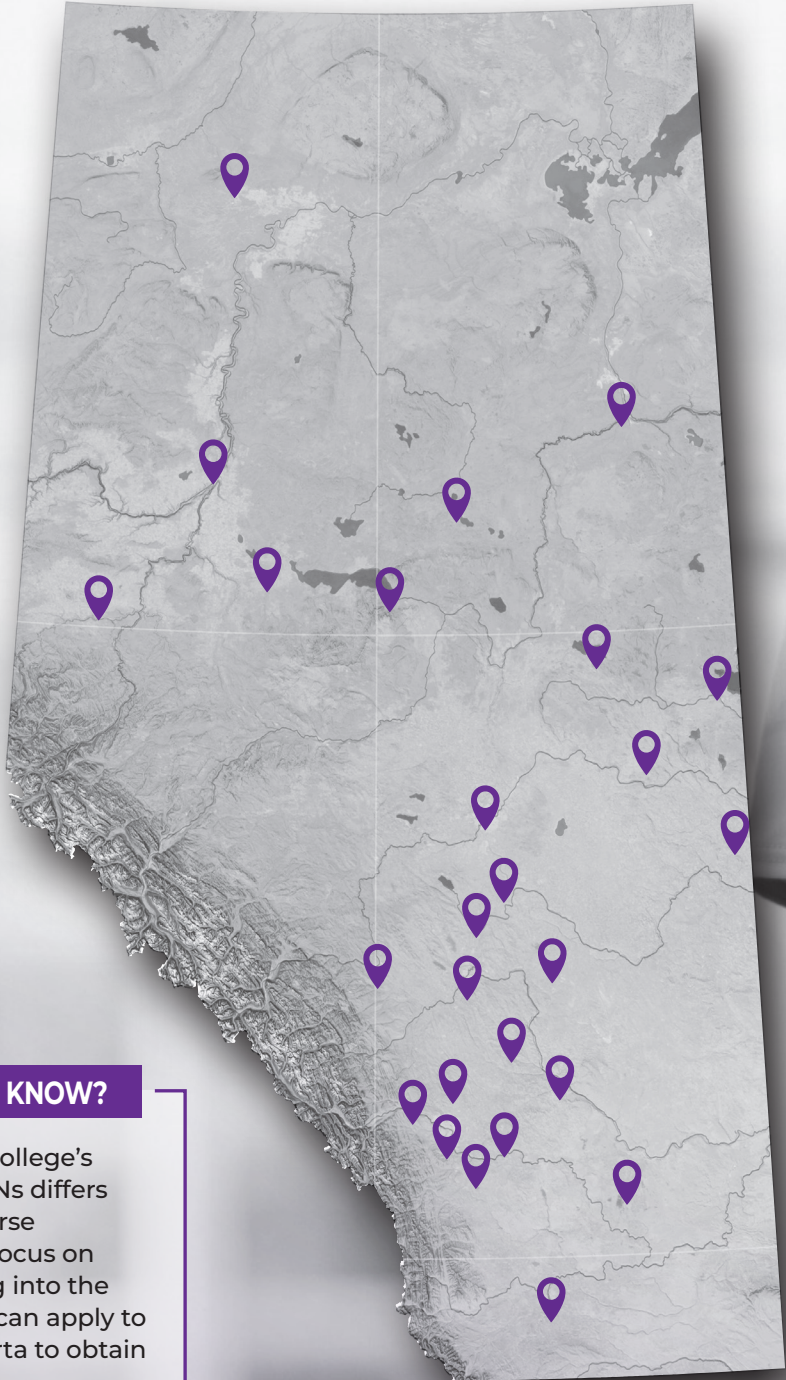 KNOW?
ollege’s
Ns differs
rse
ocus on
g into the
can apply to
rta to obtain